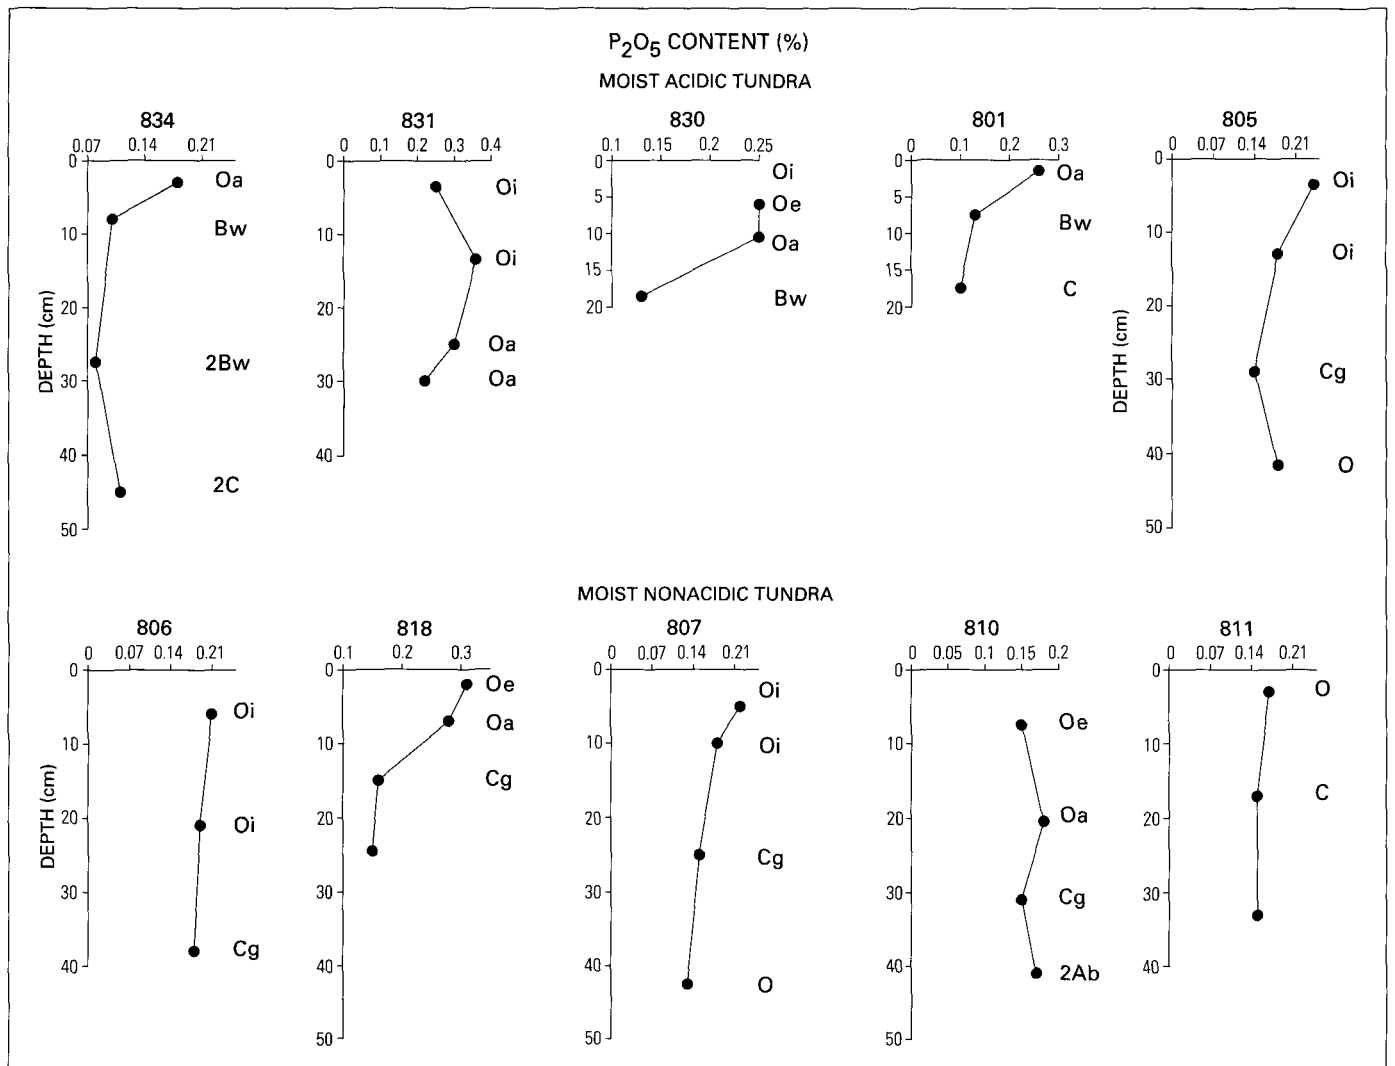 P2O5 CONTENT (%)
MOIST ACIDIC TUNDRA
834
0.07 0.14 0.21
0
10
20
30
40
50
DEPTH (cm)
Oa
Bw
2Bw
2C
831
0 0.1 0.2 0.3 0.4
0
10
20
30
40
Oi
Oi
Oa
Oa
830
0.1 0.15 0.2 0.25
0
5
10
15
20
Oi
Oe
Oa
Bw
801
0 0.1 0.2 0.3
0
5
10
15
20
Oa
Bw
C
805
0 0.07 0.14 0.21
0
10
20
30
40
50
DEPTH (cm)
Oi
Oi
Cg
O
MOIST NONACIDIC TUNDRA
806
0 0.07 0.14 0.21
0
10
20
30
40
DEPTH (cm)
Oi
Oi
Cg
818
0.1 0.2 0.3
0
10
20
30
40
50
Oe
Oa
Cg
807
0 0.07 0.14 0.21
0
10
20
30
40
50
Oi
Oi
Cg
O
810
0 0.05 0.1 0.15 0.2
0
10
20
30
40
50
Oe
Oa
Cg
2Ab
811
0 0.07 0.14 0.21
0
10
20
30
40
O
C